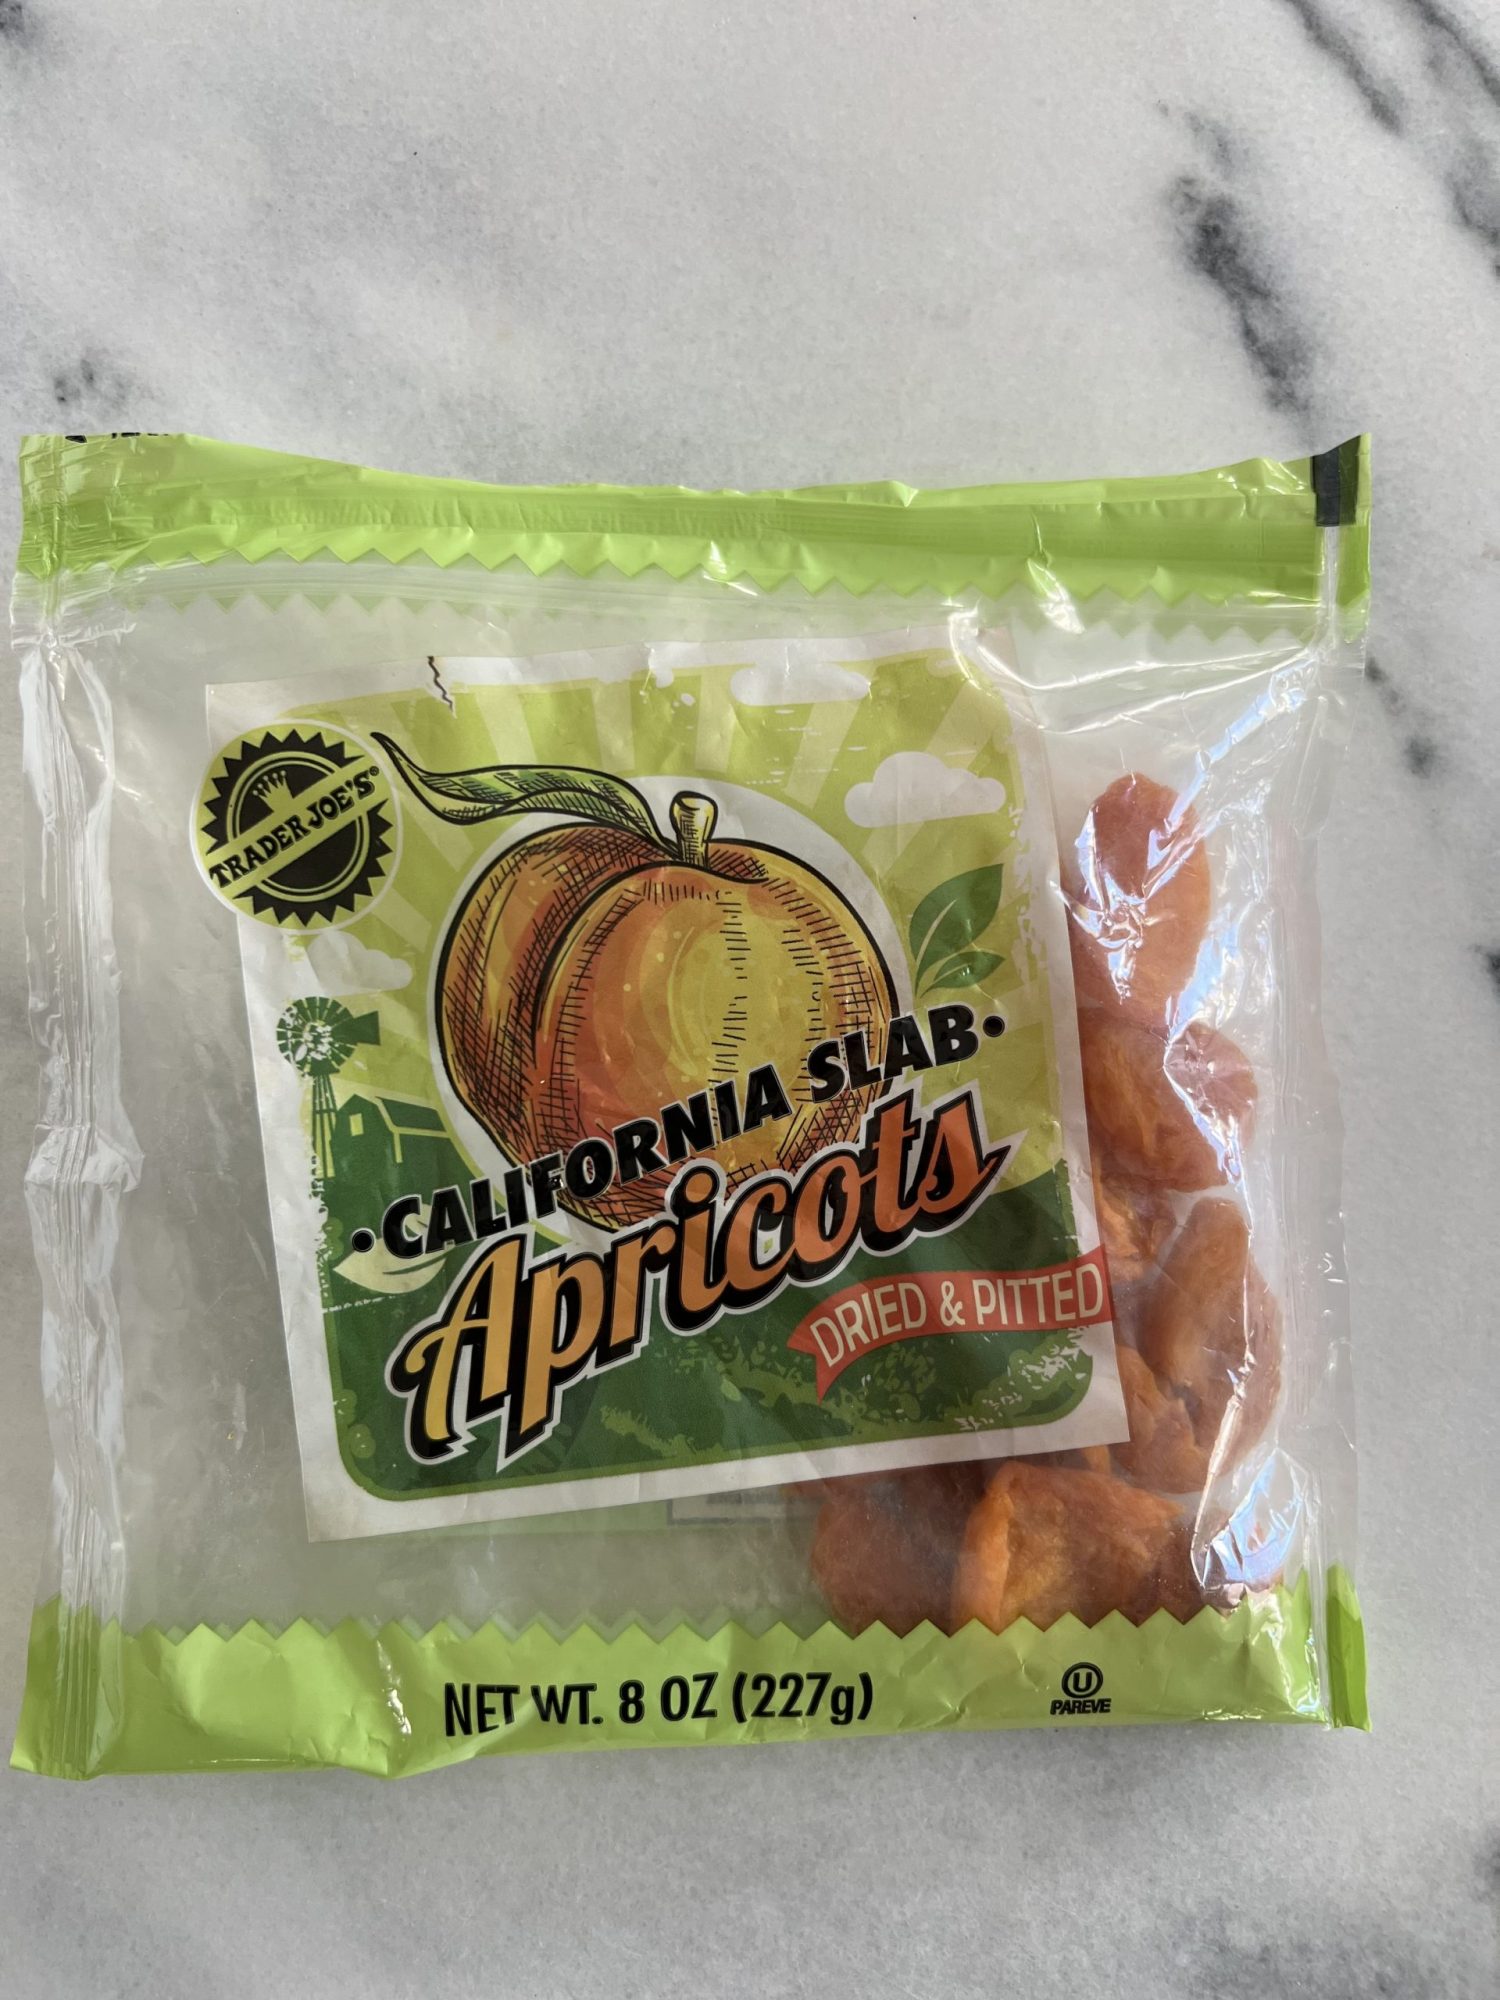 TRADER JOE'S®
•CALIFORNIA SLAB•
Apricots
DRIED & PITTED
NET WT. 8 OZ (227g)
U
PAREVE